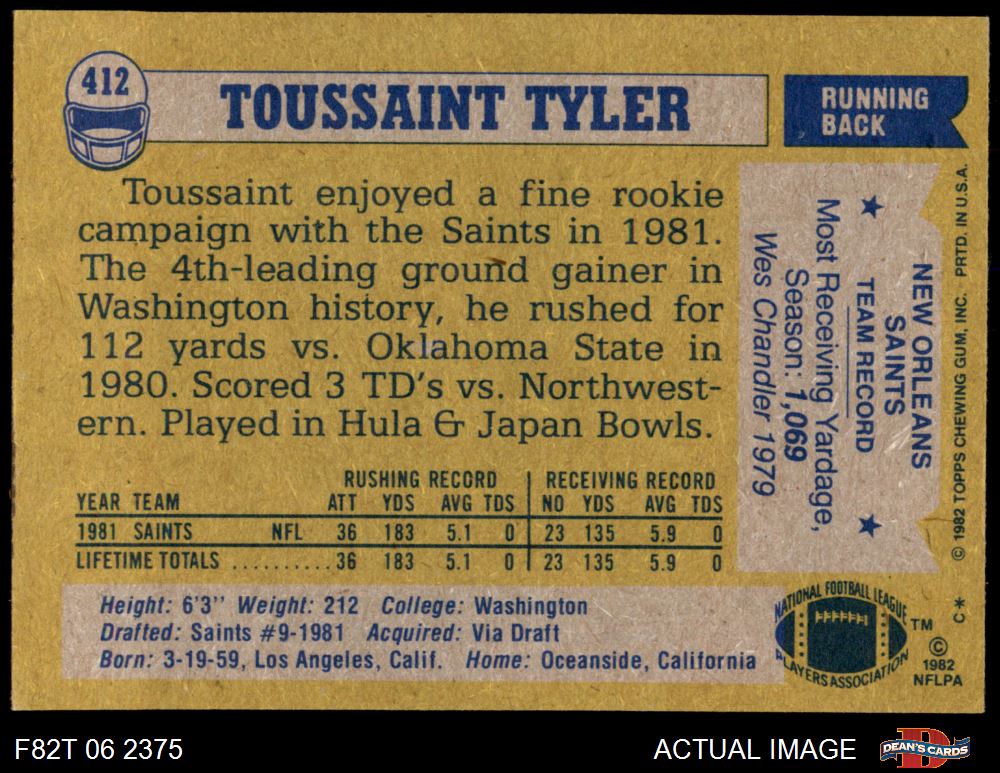 412
TOUSSAINT TYLER
RUNNING
BACK
Toussaint enjoyed a fine rookie
campaign with the Saints in 1981.
The 4th-leading ground gainer in
Washington history, he rushed for
112 yards vs. Oklahoma State in
1980. Scored 3 TD's vs. Northwest-
ern. Played in Hula & Japan Bowls.
NEW ORLEANS
SAINTS
TEAM RECORD
Most Receiving Yardage,
Season: 1,069
Wes Chandler 1979
© 1982 TOPPS CHEWING GUM, INC. PRTD. IN U.S.A.
RUSHING RECORD RECEIVING RECORD
YEAR TEAM ATT YDS AVG TDS NO YDS AVG TDS
1981 SAINTS NFL 36 183 5.1 0 23 135 5.9 0
LIFETIME TOTALS ..........36 183 5.1 0 23 135 5.9 0
Height: 6'3" Weight: 212 College: Washington
Drafted: Saints #9-1981 Acquired: Via Draft
Born: 3-19-59, Los Angeles, Calif. Home: Oceanside, California
NATIONAL FOOTBALL LEAGUE
PLAYERS ASSOCIATION
TM
©
1982
NFLPA
C*
F82T 06 2375
ACTUAL IMAGE
DEAN'S CARDS